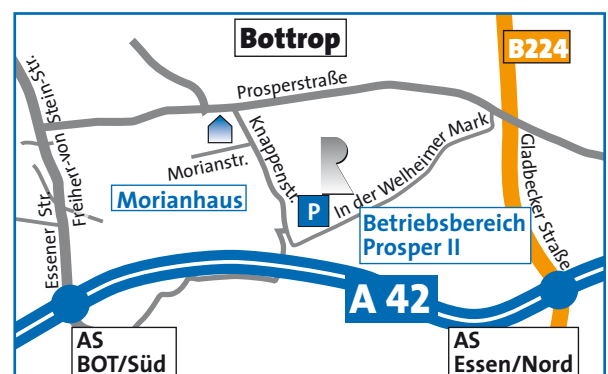 Bottrop
B224
Prosperstraße
Freiherr-von Stein-Str.
Knappenstr.
Morianstr.
In der Welheimer Mark
Gladbecker Straße
Morianhaus
P
Essener Str.
Betriebsbereich
Prosper II
A 42
AS
BOT/Süd
AS
Essen/Nord